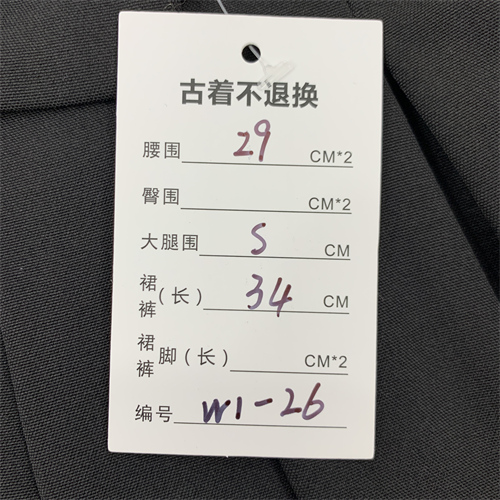 古着不退换
腰围 29 CM*2
臀围 CM*2
大腿围 S CM
裙裤(长) 34 CM
裙裤脚(长) CM*2
编号 W1-26